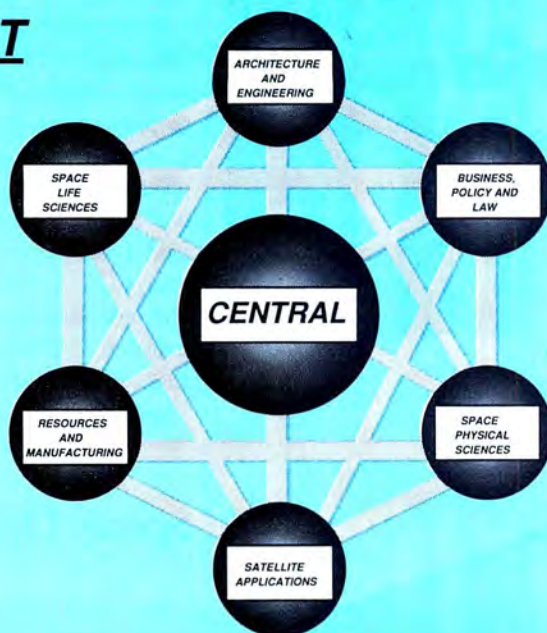 T
ARCHITECTURE
AND
ENGINEERING
SPACE
LIFE
SCIENCES
BUSINESS,
POLICY AND
LAW
CENTRAL
RESOURCES
AND
MANUFACTURING
SPACE
PHYSICAL
SCIENCES
SATELLITE
APPLICATIONS